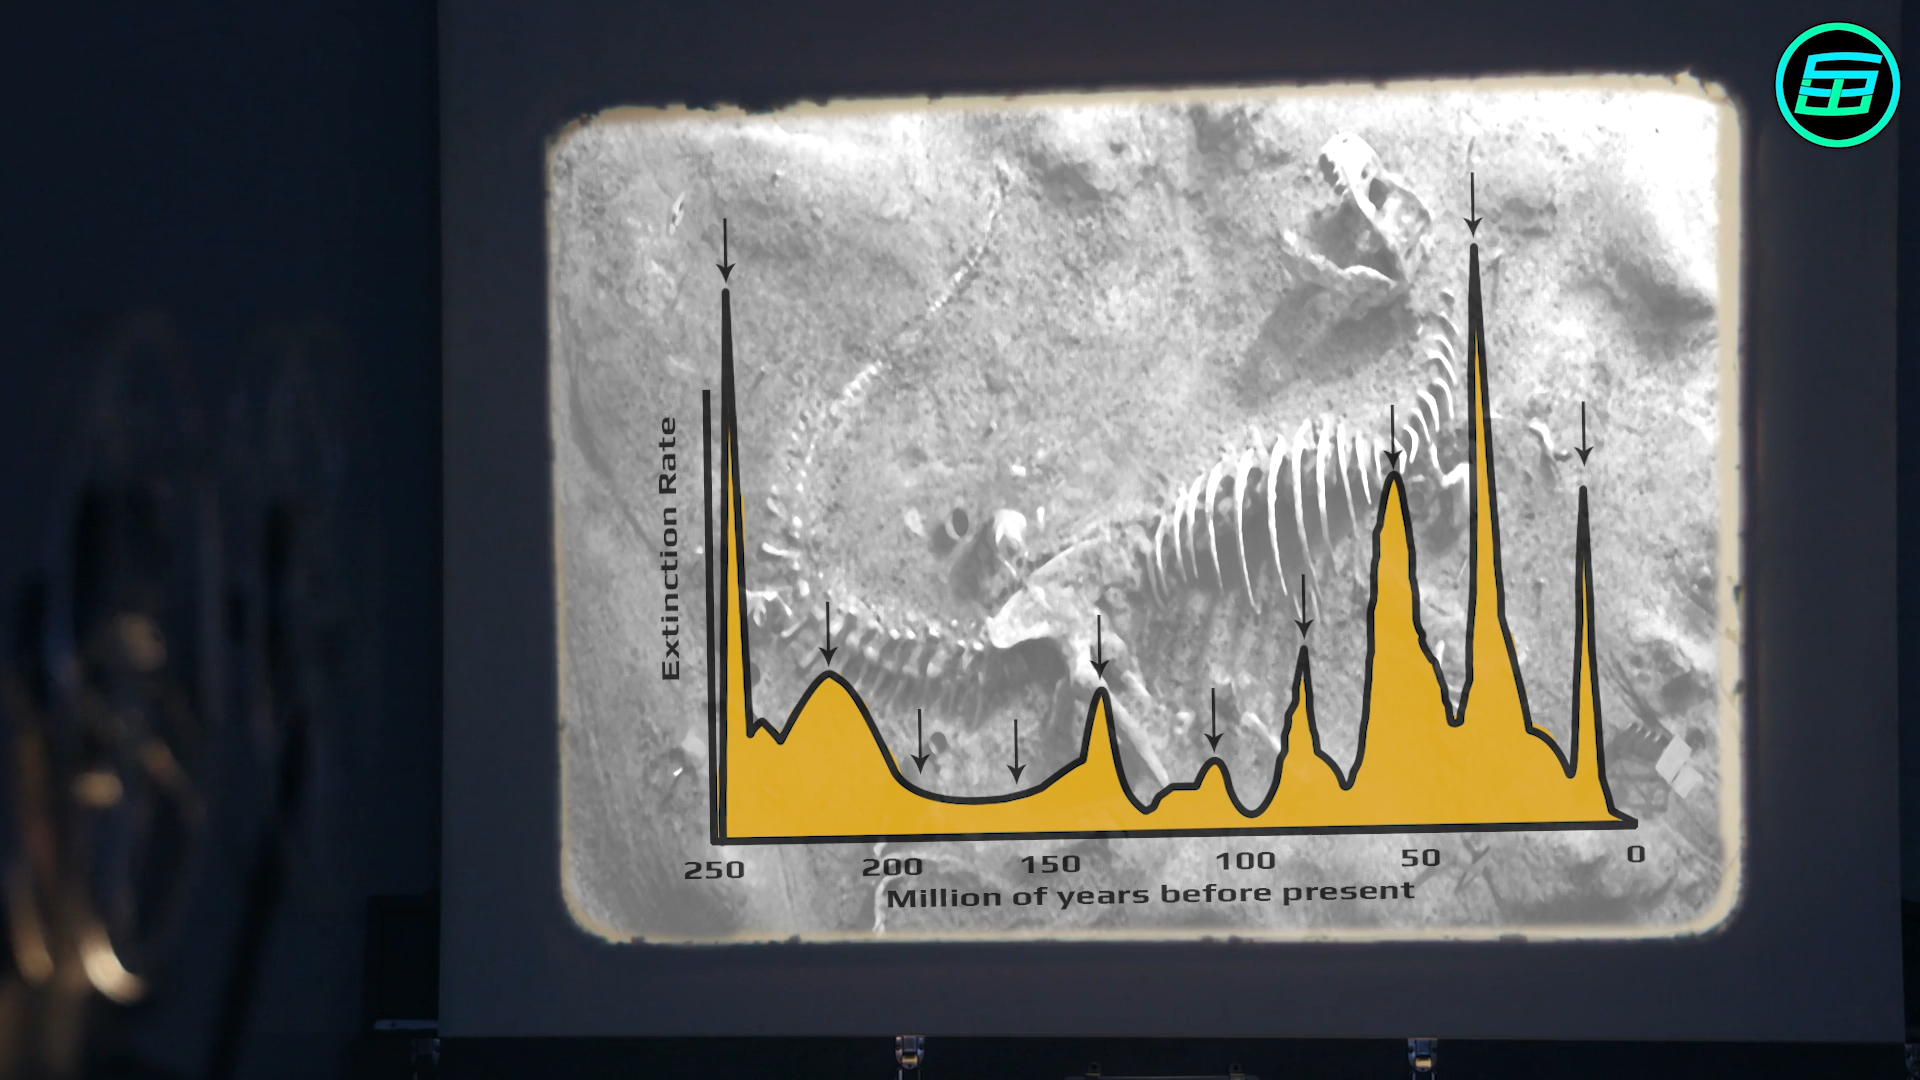 Extinction Rate
250 200 150 100 50 0
Million of years before present